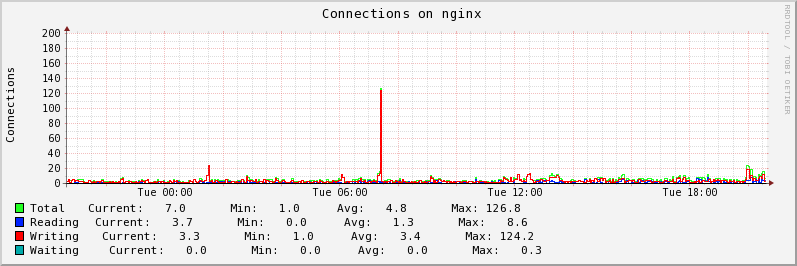 Connections on nginx
RRDTOOL / TOBI OETIKER
Connections
200
180
160
140
120
100
80
60
40
20
0
Tue 00:00 Tue 06:00 Tue 12:00 Tue 18:00
Total Current: 7.0 Min: 1.0 Avg: 4.8 Max: 126.8
Reading Current: 3.7 Min: 0.0 Avg: 1.3 Max: 8.6
Writing Current: 3.3 Min: 1.0 Avg: 3.4 Max: 124.2
Waiting Current: 0.0 Min: 0.0 Avg: 0.0 Max: 0.3